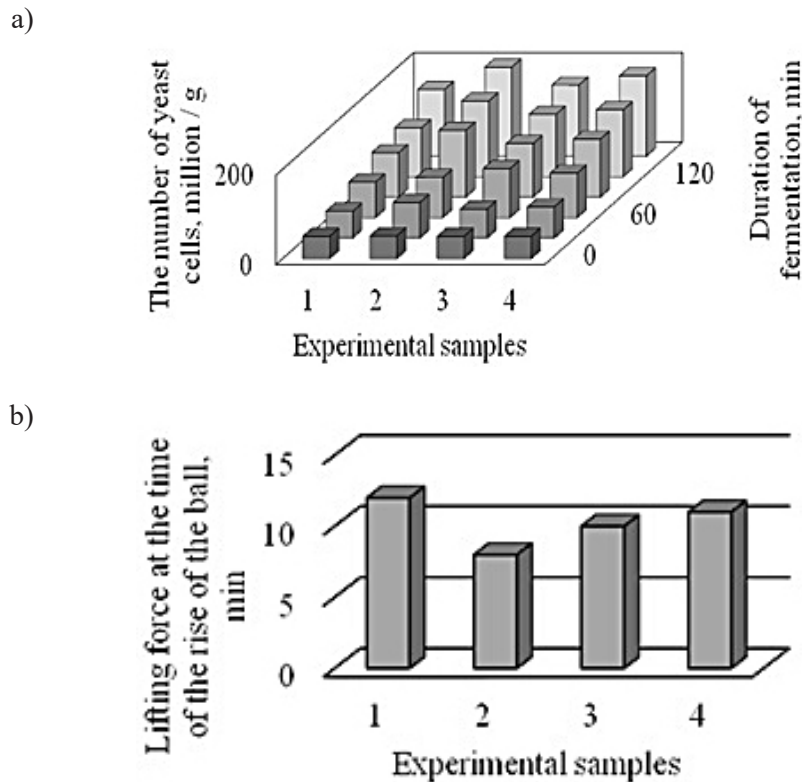 a)
The number of yeast
cells, million / g
200
0
1 2 3 4
Experimental samples
0
60
120
Duration of
fermentation, min
b)
Lifting force at the time
of the rise of the ball,
min
15
10
5
0
1 2 3 4
Experimental samples